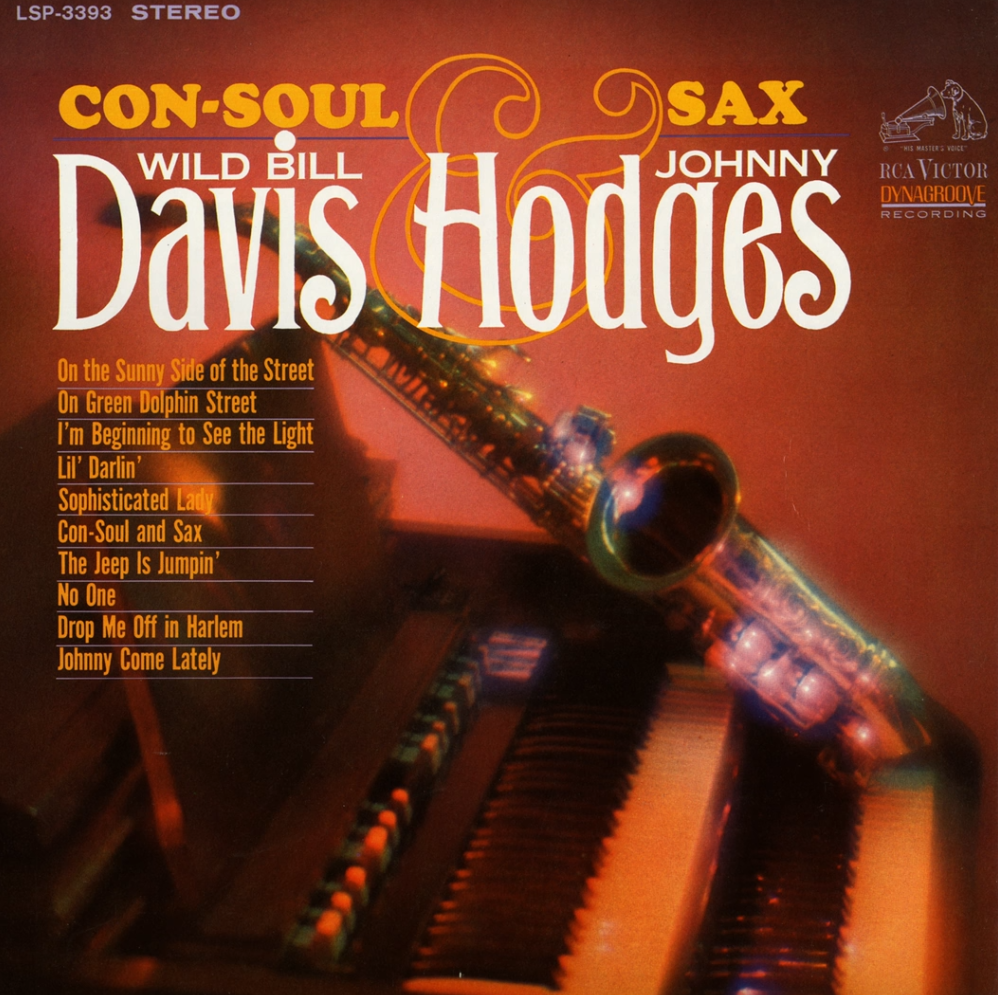 LSP-3393 STEREO
CON-SOUL & SAX
WILD BILL JOHNNY
Davis Hodges
"HIS MASTER'S VOICE"
RCA VICTOR
DYNAGROOVE
RECORDING
On the Sunny Side of the Street
On Green Dolphin Street
I'm Beginning to See the Light
Lil' Darlin'
Sophisticated Lady
Con-Soul and Sax
The Jeep Is Jumpin'
No One
Drop Me Off in Harlem
Johnny Come Lately